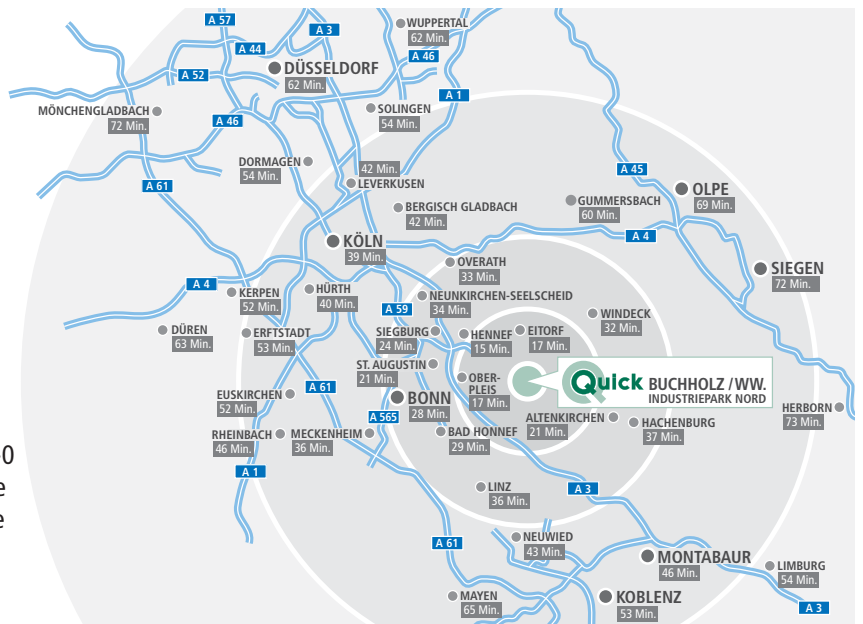 A 57
A 3
WUPPERTAL
62 Min.
A 44
A 46
DÜSSELDORF
62 Min.
A 52
A 1
MÖNCHENGLADBACH
72 Min.
SOLINGEN
54 Min.
A 46
DORMAGEN
54 Min.
42 Min.
LEVERKUSEN
A 45
A 61
OLPE
69 Min.
BERGISCH GLADBACH
42 Min.
GUMMERSBACH
60 Min.
A 4
KÖLN
39 Min.
OVERATH
33 Min.
SIEGEN
72 Min.
A 4
KERPEN
52 Min.
HÜRTH
40 Min.
NEUNKIRCHEN-SEELSCHEID
34 Min.
A 59
WINDECK
32 Min.
DÜREN
63 Min.
ERFTSTADT
53 Min.
SIEGBURG
24 Min.
HENNEF
15 Min.
EITORF
17 Min.
ST. AUGUSTIN
21 Min.
OBER-
PLEIS
17 Min.
Quick BUCHHOLZ / WW.
INDUSTRIEPARK NORD
A 61
EUSKIRCHEN
52 Min.
BONN
28 Min.
A 565
ALTENKIRCHEN
21 Min.
HACHENBURG
37 Min.
HERBORN
73 Min.
RHEINBACH
46 Min.
MECKENHEIM
36 Min.
BAD HONNEF
29 Min.
0
e
e
A 1
LINZ
36 Min.
A 3
A 61
NEUWIED
43 Min.
MONTABAUR
46 Min.
LIMBURG
54 Min.
MAYEN
65 Min.
KOBLENZ
53 Min.
A 3